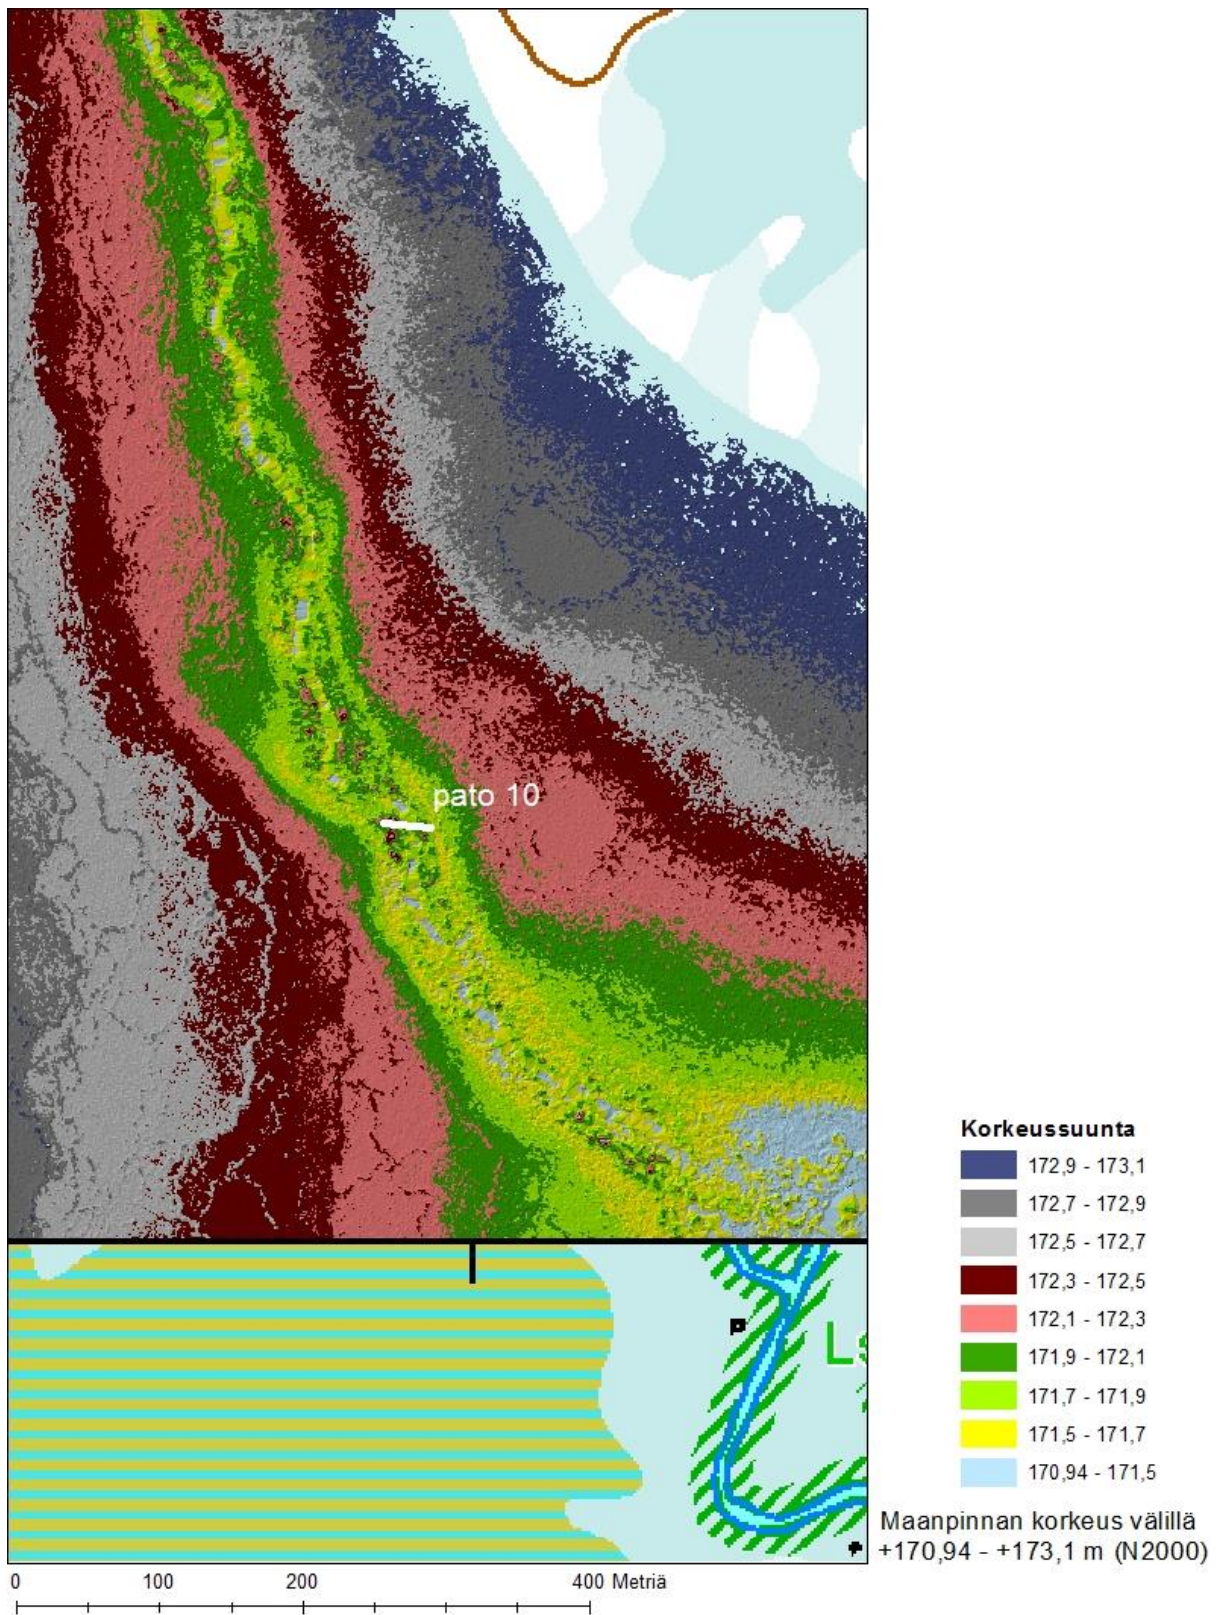 pato 10
Korkeussuunta
172,9 - 173,1
172,7 - 172,9
172,5 - 172,7
172,3 - 172,5
172,1 - 172,3
171,9 - 172,1
171,7 - 171,9
171,5 - 171,7
170,94 - 171,5
Maanpinnan korkeus välillä
+170,94 - +173,1 m (N2000)
0 100 200 400 Metriä